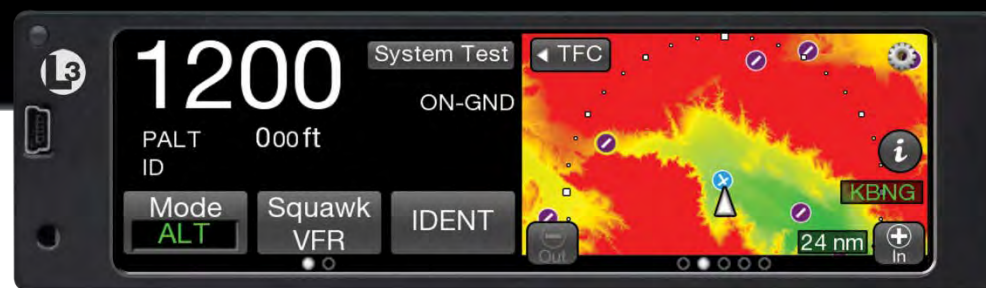 L3
1200
System Test
ON-GND
PALT 000 ft
ID
Mode
ALT
Squawk
VFR
IDENT
TFC
i
KBNG
24 nm
Out
In